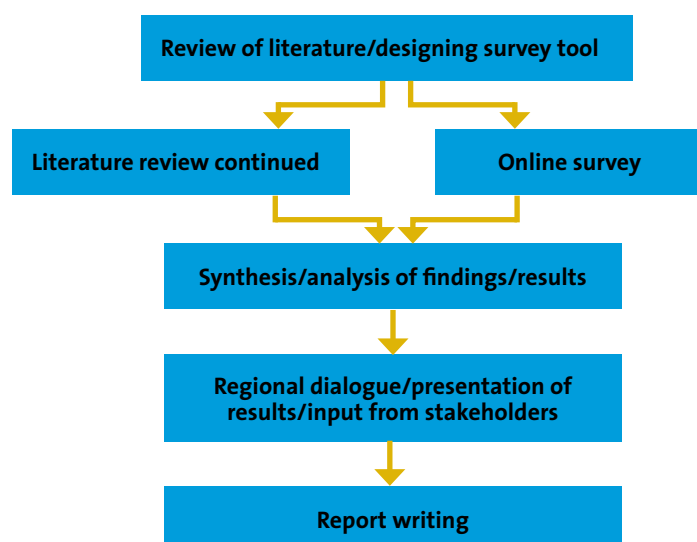 Review of literature/designing survey tool
Literature review continued
Online survey
Synthesis/analysis of findings/results
Regional dialogue/presentation of
results/input from stakeholders
Report writing